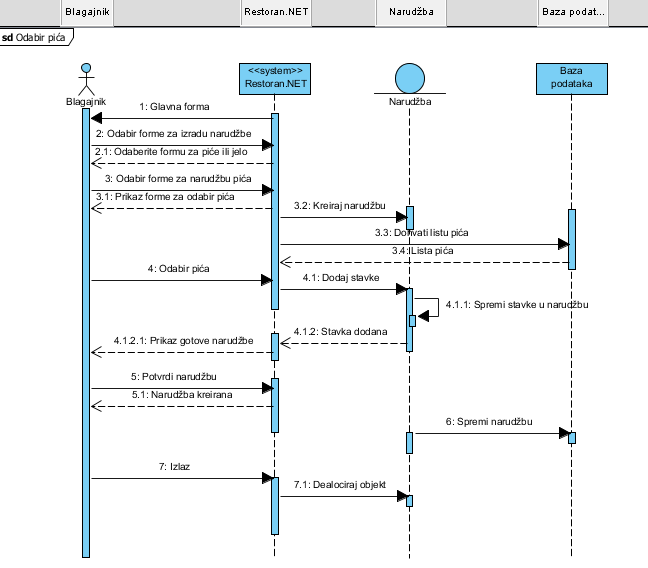 Blagajnik Restoran.NET Narudžba Baza podat...
sd Odabir pića
<<system>>
Restoran.NET
Baza
podataka
Blagajnik
Narudžba
1: Glavna forma
2: Odabir forme za izradu narudžbe
2.1: Odaberite formu za piće ili jelo
3: Odabir forme za narudžbu pića
3.1: Prikaz forme za odabir pića
3.2: Kreiraj narudžbu
3.3: Dohvati listu pića
3.4: Lista pića
4: Odabir pića
4.1: Dodaj stavke
4.1.1: Spremi stavke u narudžbu
4.1.2: Stavka dodana
4.1.2.1: Prikaz gotove narudžbe
5: Potvrdi narudžbu
5.1: Narudžba kreirana
6: Spremi narudžbu
7: Izlaz
7.1: Dealociraj objekt